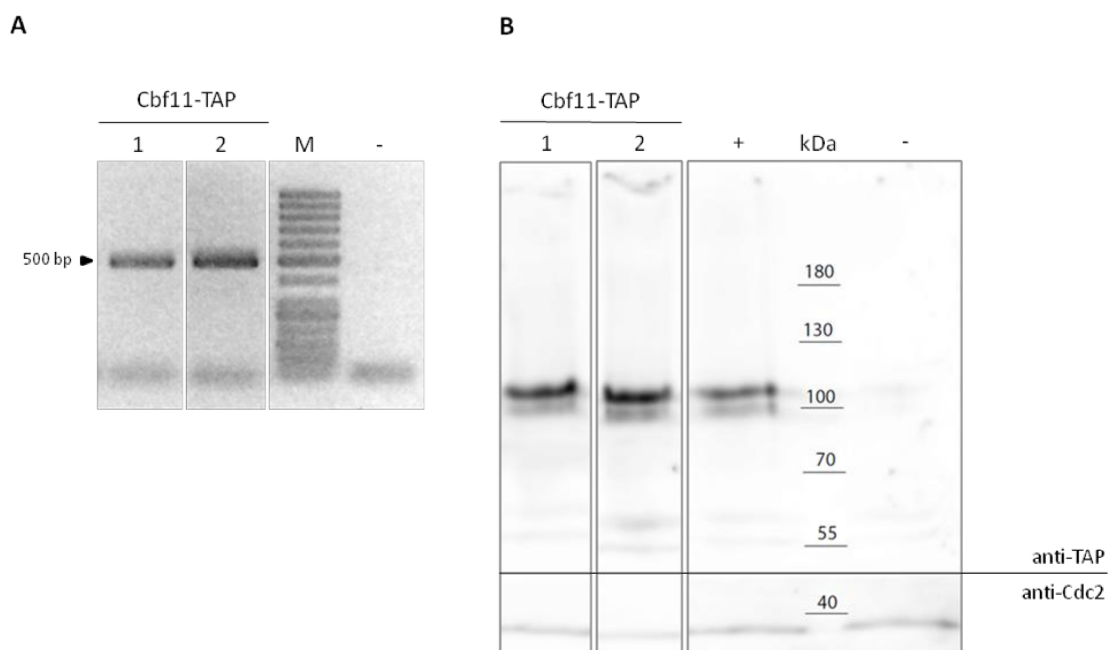 A
Cbf11-TAP
1 2 M -
500 bp
B
Cbf11-TAP
1 2 + kDa -
180
130
100
70
55
anti-TAP
anti-Cdc2
40